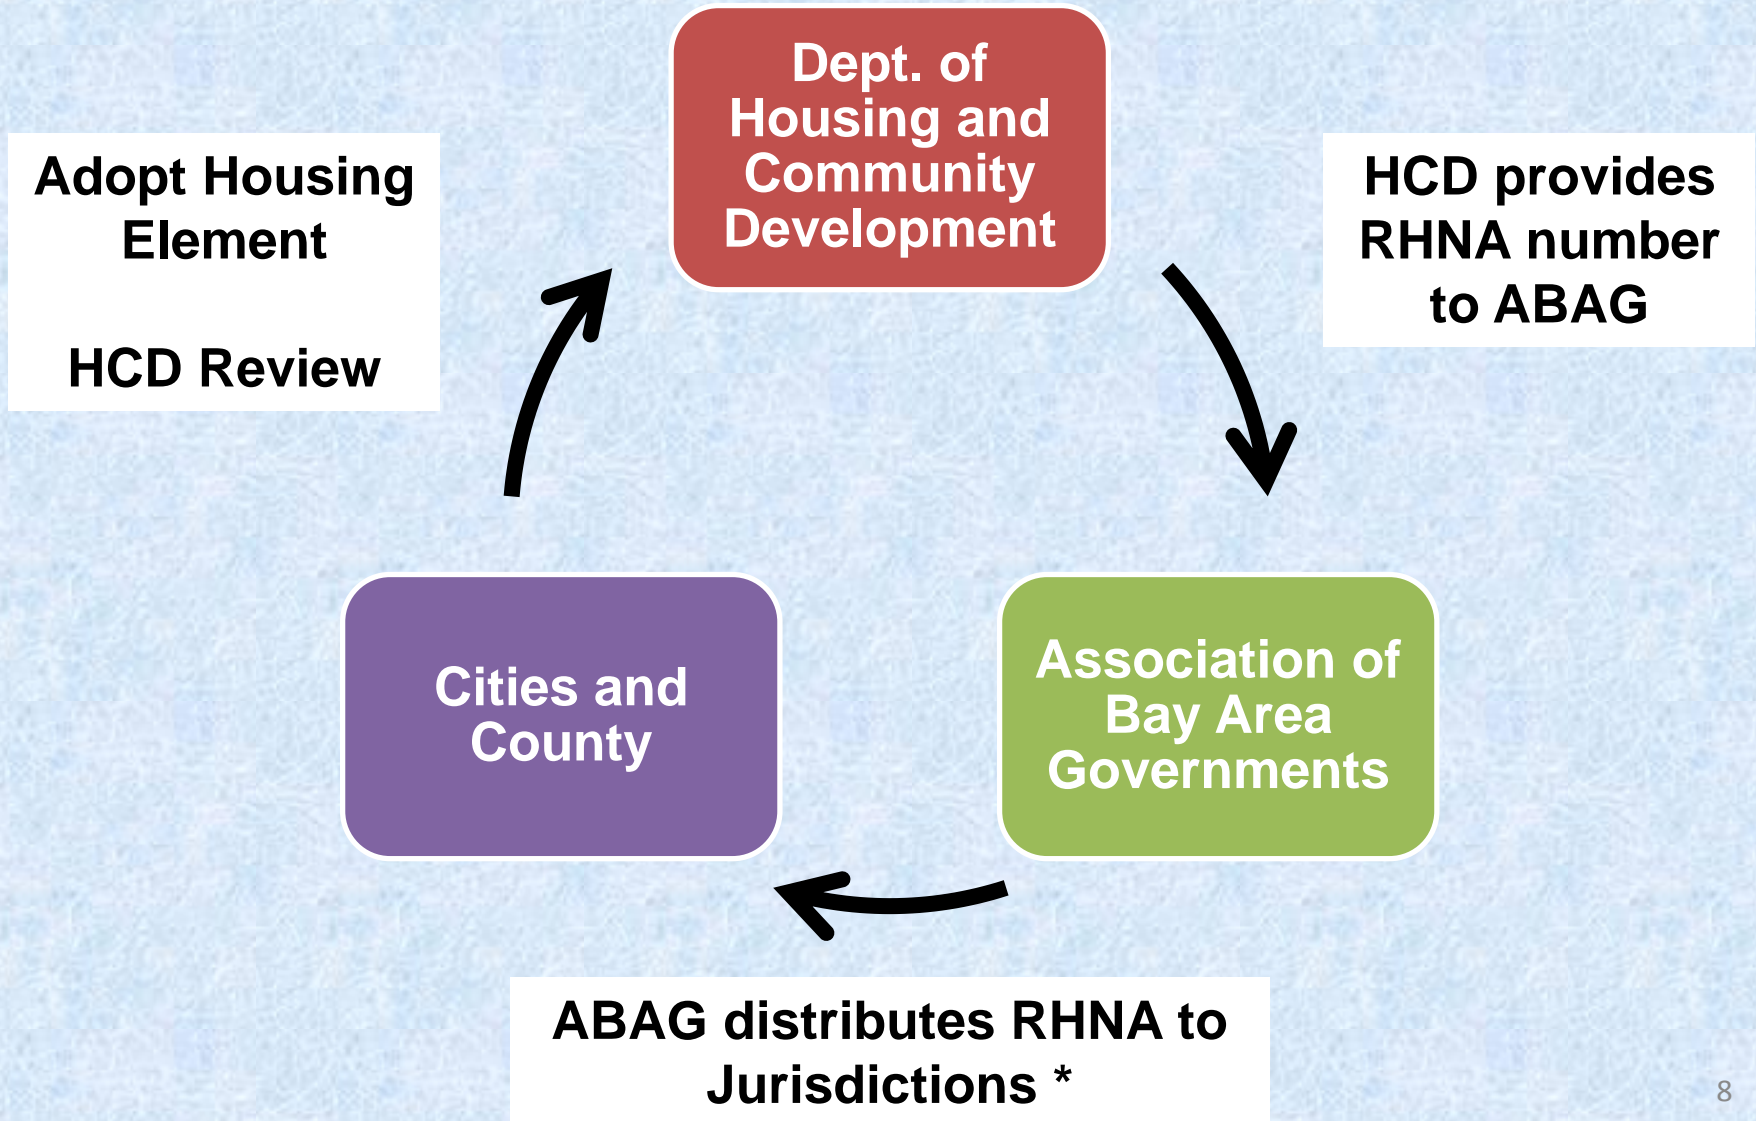 Dept. of
Housing and
Community
Development
Adopt Housing
Element
HCD Review
HCD provides
RHNA number
to ABAG
Cities and
County
Association of
Bay Area
Governments
ABAG distributes RHNA to
Jurisdictions *
8